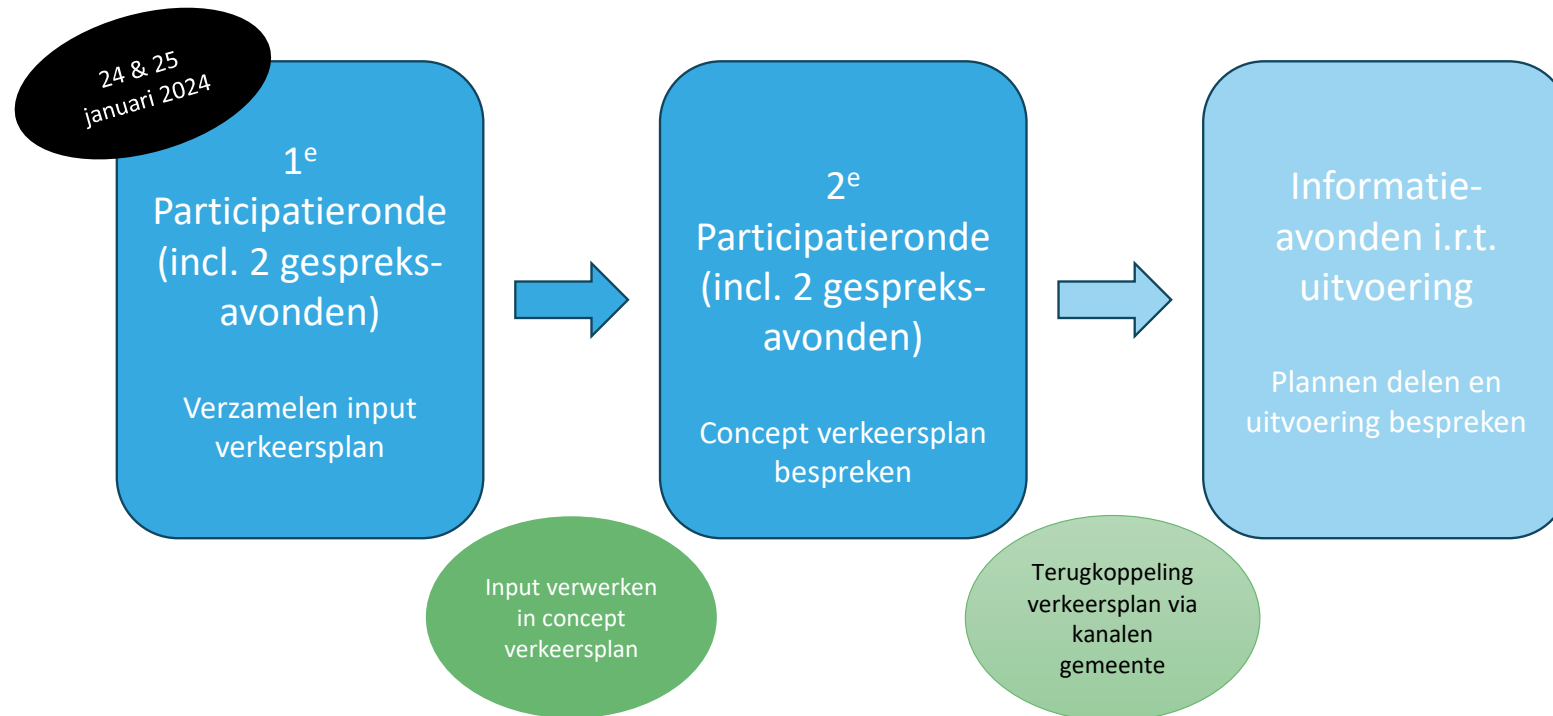 24 & 25
januari 2024
1e
Participatieronde
(incl. 2 gespreks-
avonden)
Verzamelen input
verkeersplan
2e
Participatieronde
(incl. 2 gespreks-
avonden)
Concept verkeersplan
bespreken
Informatie-
avonden i.r.t.
uitvoering
Plannen delen en
uitvoering bespreken
Input verwerken
in concept
verkeersplan
Terugkoppeling
verkeersplan via
kanalen
gemeente